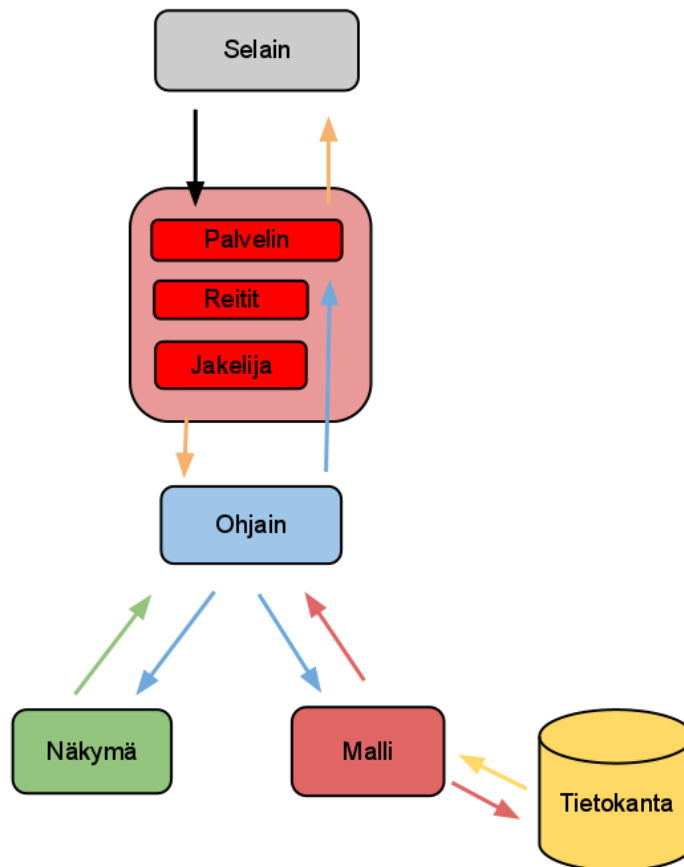 Selain
Palvelin
Reitit
Jakelija
Ohjain
Näkymä
Malli
Tietokanta